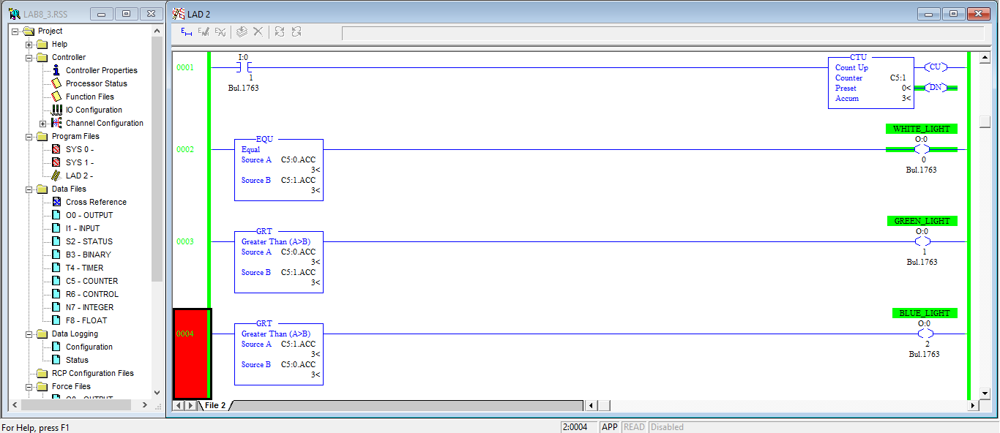 LAB8_3.RSS
Project
Help
Controller
Controller Properties
Processor Status
Function Files
IO Configuration
Channel Configuration
Program Files
SYS 0 -
SYS 1 -
LAD 2 -
Data Files
Cross Reference
O0 - OUTPUT
I1 - INPUT
S2 - STATUS
B3 - BINARY
T4 - TIMER
C5 - COUNTER
R6 - CONTROL
N7 - INTEGER
F8 - FLOAT
Data Logging
Configuration
Status
RCP Configuration Files
Force Files
O0 - OUTPUT
LAD 2
0001
I:0
1
Bul.1763
CTU
Count Up
Counter C5:1
Preset 0<
Accum 3<
CU
DN
0002
EQU
Equal
Source A C5:0.ACC
3<
Source B C5:1.ACC
3<
WHITE_LIGHT
O:0
0
Bul.1763
0003
GRT
Greater Than (A>B)
Source A C5:0.ACC
3<
Source B C5:1.ACC
3<
GREEN_LIGHT
O:0
1
Bul.1763
0004
GRT
Greater Than (A>B)
Source A C5:1.ACC
3<
Source B C5:0.ACC
3<
BLUE_LIGHT
O:0
2
Bul.1763
File 2
For Help, press F1
2:0004 APP READ Disabled